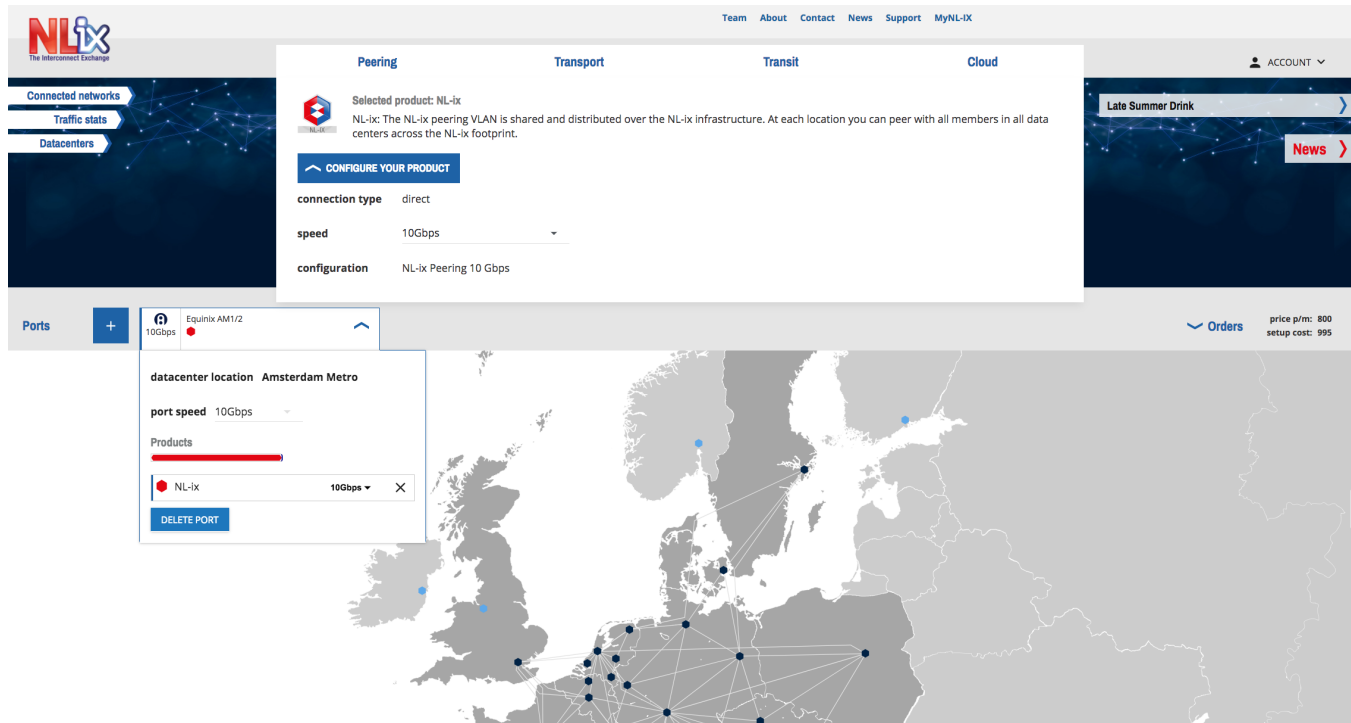 Team About Contact News Support MyNL-IX
NLix
The Interconnect Exchange
Peering Transport Transit Cloud
ACCOUNT
Connected networks
Traffic stats
Datacenters
Selected product: NL-ix
NL-IX
NL-ix: The NL-ix peering VLAN is shared and distributed over the NL-ix infrastructure. At each location you can peer with all members in all data
centers across the NL-ix footprint.
CONFIGURE YOUR PRODUCT
connection type direct
speed 10Gbps
configuration NL-ix Peering 10 Gbps
Late Summer Drink
News
Ports
+
10Gbps
Equinix AM1/2
Orders
price p/m: 800
setup cost: 995
datacenter location Amsterdam Metro
port speed 10Gbps
Products
NL-ix 10Gbps
DELETE PORT